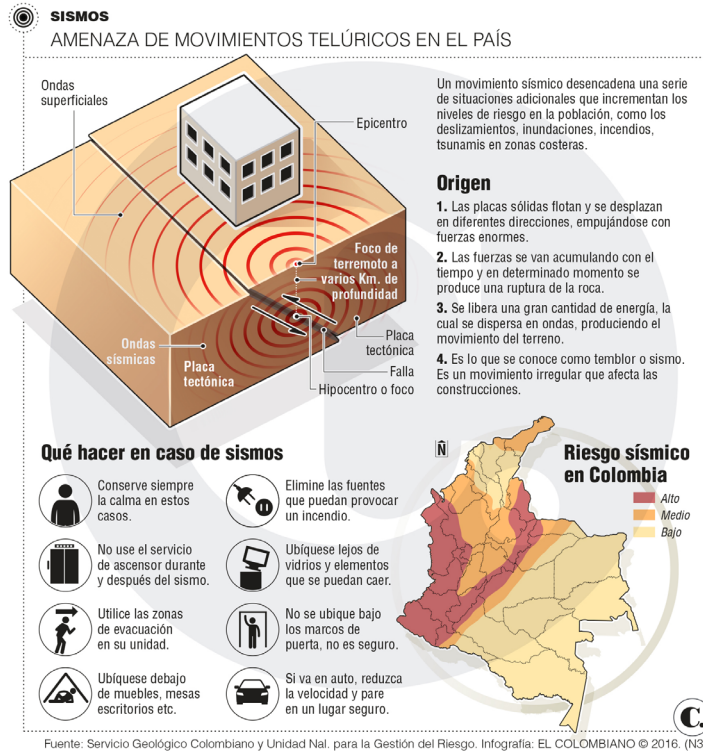 SISMOS
AMENAZA DE MOVIMIENTOS TELÚRICOS EN EL PAÍS
Ondas
superficiales
Epicentro
Foco de
terremoto a
varios Km. de
profundidad
Ondas
sísmicas
Placa
tectónica
Placa
tectónica
Falla
Hipocentro o foco
Un movimiento sísmico desencadena una serie
de situaciones adicionales que incrementan los
niveles de riesgo en la población, como los
deslizamientos, inundaciones, incendios,
tsunamis en zonas costeras.
Origen
1. Las placas sólidas flotan y se desplazan
en diferentes direcciones, empujándose con
fuerzas enormes.
2. Las fuerzas se van acumulando con el
tiempo y en determinado momento se
produce una ruptura de la roca.
3. Se libera una gran cantidad de energía, la
cual se dispersa en ondas, produciendo el
movimiento del terreno.
4. Es lo que se conoce como temblor o sismo.
Es un movimiento irregular que afecta las
construcciones.
Qué hacer en caso de sismos
Conserve siempre
la calma en estos
casos.
No use el servicio
de ascensor durante
y después del sismo.
Utilice las zonas
de evacuación
en su unidad.
Ubíquese debajo
de muebles, mesas
escritorios etc.
Elimine las fuentes
que puedan provocar
un incendio.
Ubíquese lejos de
vidrios y elementos
que se puedan caer.
No se ubique bajo
los marcos de
puerta, no es seguro.
Si va en auto, reduzca
la velocidad y pare
en un lugar seguro.
N
Riesgo sísmico
en Colombia
Alto
Medio
Bajo
C.
Fuente: Servicio Geológico Colombiano y Unidad Nal. para la Gestión del Riesgo. Infografía: EL COLOMBIANO © 2016. (N3